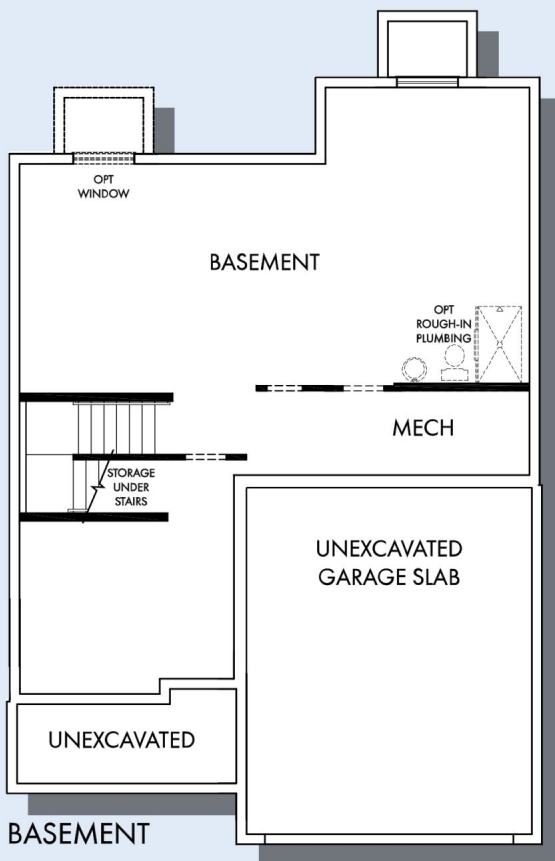 OPT
WINDOW
BASEMENT
OPT
ROUGH-IN
PLUMBING
MECH
STORAGE
UNDER
STAIRS
UNEXCAVATED
GARAGE SLAB
UNEXCAVATED
BASEMENT